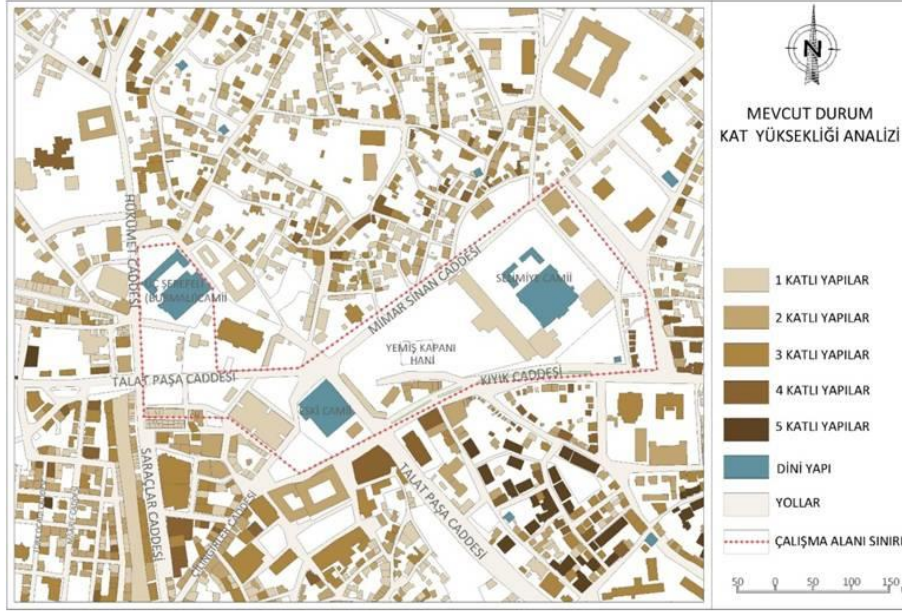 N
MEVCUT DURUM
KAT YÜKSEKLİĞİ ANALİZİ
HÜKÜMET CADDESİ
ÜÇ ŞEREFELİ
(BURMALI)CAMİİ
SELİMİYE CAMİİ
MİMAR SİNAN CADDESİ
YEMİŞ KAPANI
HANİ
TALAT PAŞA CADDESİ
KIYIK CADDESİ
ESKİ CAMİİ
SARAÇLAR CADDESİ
TALAT PAŞA CADDESİ
1 KATLI YAPILAR
2 KATLI YAPILAR
3 KATLI YAPILAR
4 KATLI YAPILAR
5 KATLI YAPILAR
DİNİ YAPI
YOLLAR
ÇALIŞMA ALANI SINIRI
50 0 50 100 150